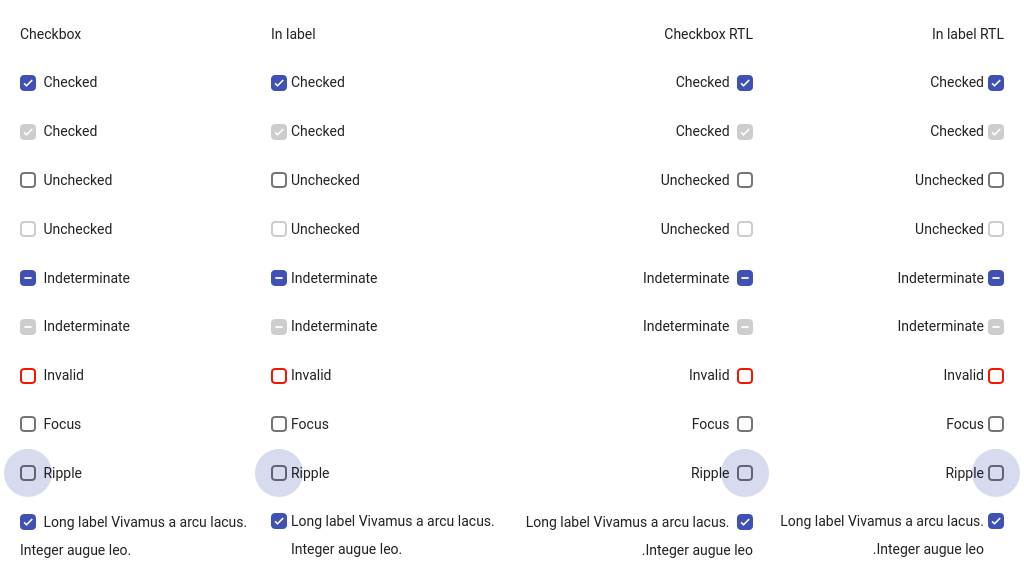 Checkbox In label Checkbox RTL In label RTL
Checked Checked Checked Checked
Checked Checked Checked Checked
Unchecked Unchecked Unchecked Unchecked
Unchecked Unchecked Unchecked Unchecked
Indeterminate Indeterminate Indeterminate Indeterminate
Indeterminate Indeterminate Indeterminate Indeterminate
Invalid Invalid Invalid Invalid
Focus Focus Focus Focus
Ripple Ripple Ripple Ripple
Long label Vivamus a arcu lacus. Long label Vivamus a arcu lacus. Long label Vivamus a arcu lacus. Long label Vivamus a arcu lacus.
Integer augue leo. Integer augue leo. .Integer augue leo .Integer augue leo